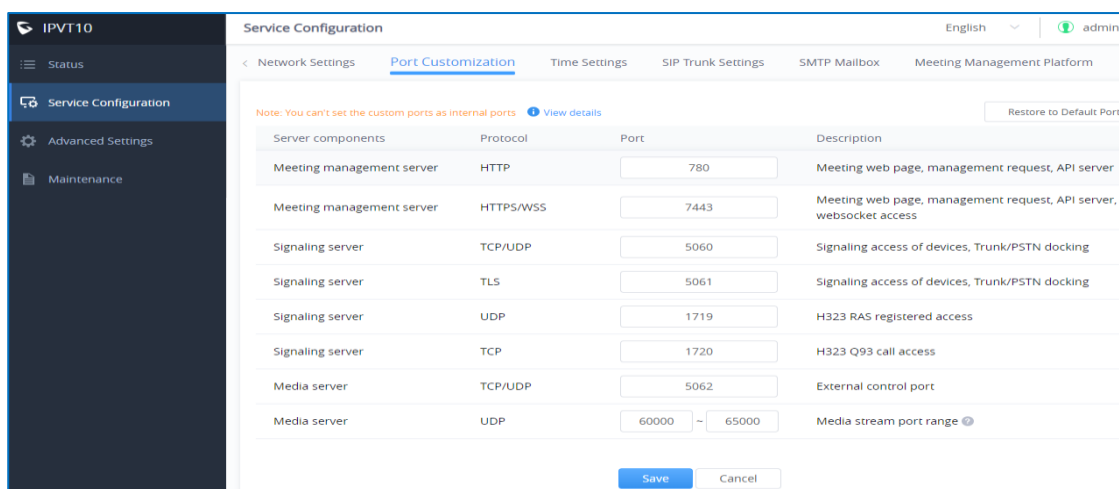 IPVT10
Service Configuration
English
admin
Status
Service Configuration
Advanced Settings
Maintenance
< Network Settings Port Customization Time Settings SIP Trunk Settings SMTP Mailbox Meeting Management Platform
Note: You can't set the custom ports as internal ports View details
Restore to Default Port
Server components Protocol Port Description
Meeting management server HTTP 780 Meeting web page, management request, API server
Meeting management server HTTPS/WSS 7443 Meeting web page, management request, API server,
websocket access
Signaling server TCP/UDP 5060 Signaling access of devices, Trunk/PSTN docking
Signaling server TLS 5061 Signaling access of devices, Trunk/PSTN docking
Signaling server UDP 1719 H323 RAS registered access
Signaling server TCP 1720 H323 Q93 call access
Media server TCP/UDP 5062 External control port
Media server UDP 60000 ~ 65000 Media stream port range
Save Cancel